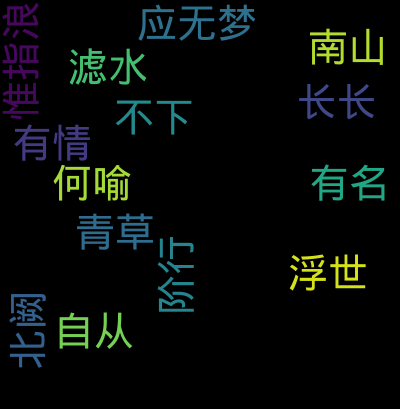 应无梦
南山
滤水
惟指浪
长长
不下
有情
何喻
有名
青草
阶行
浮世
北阙
自从